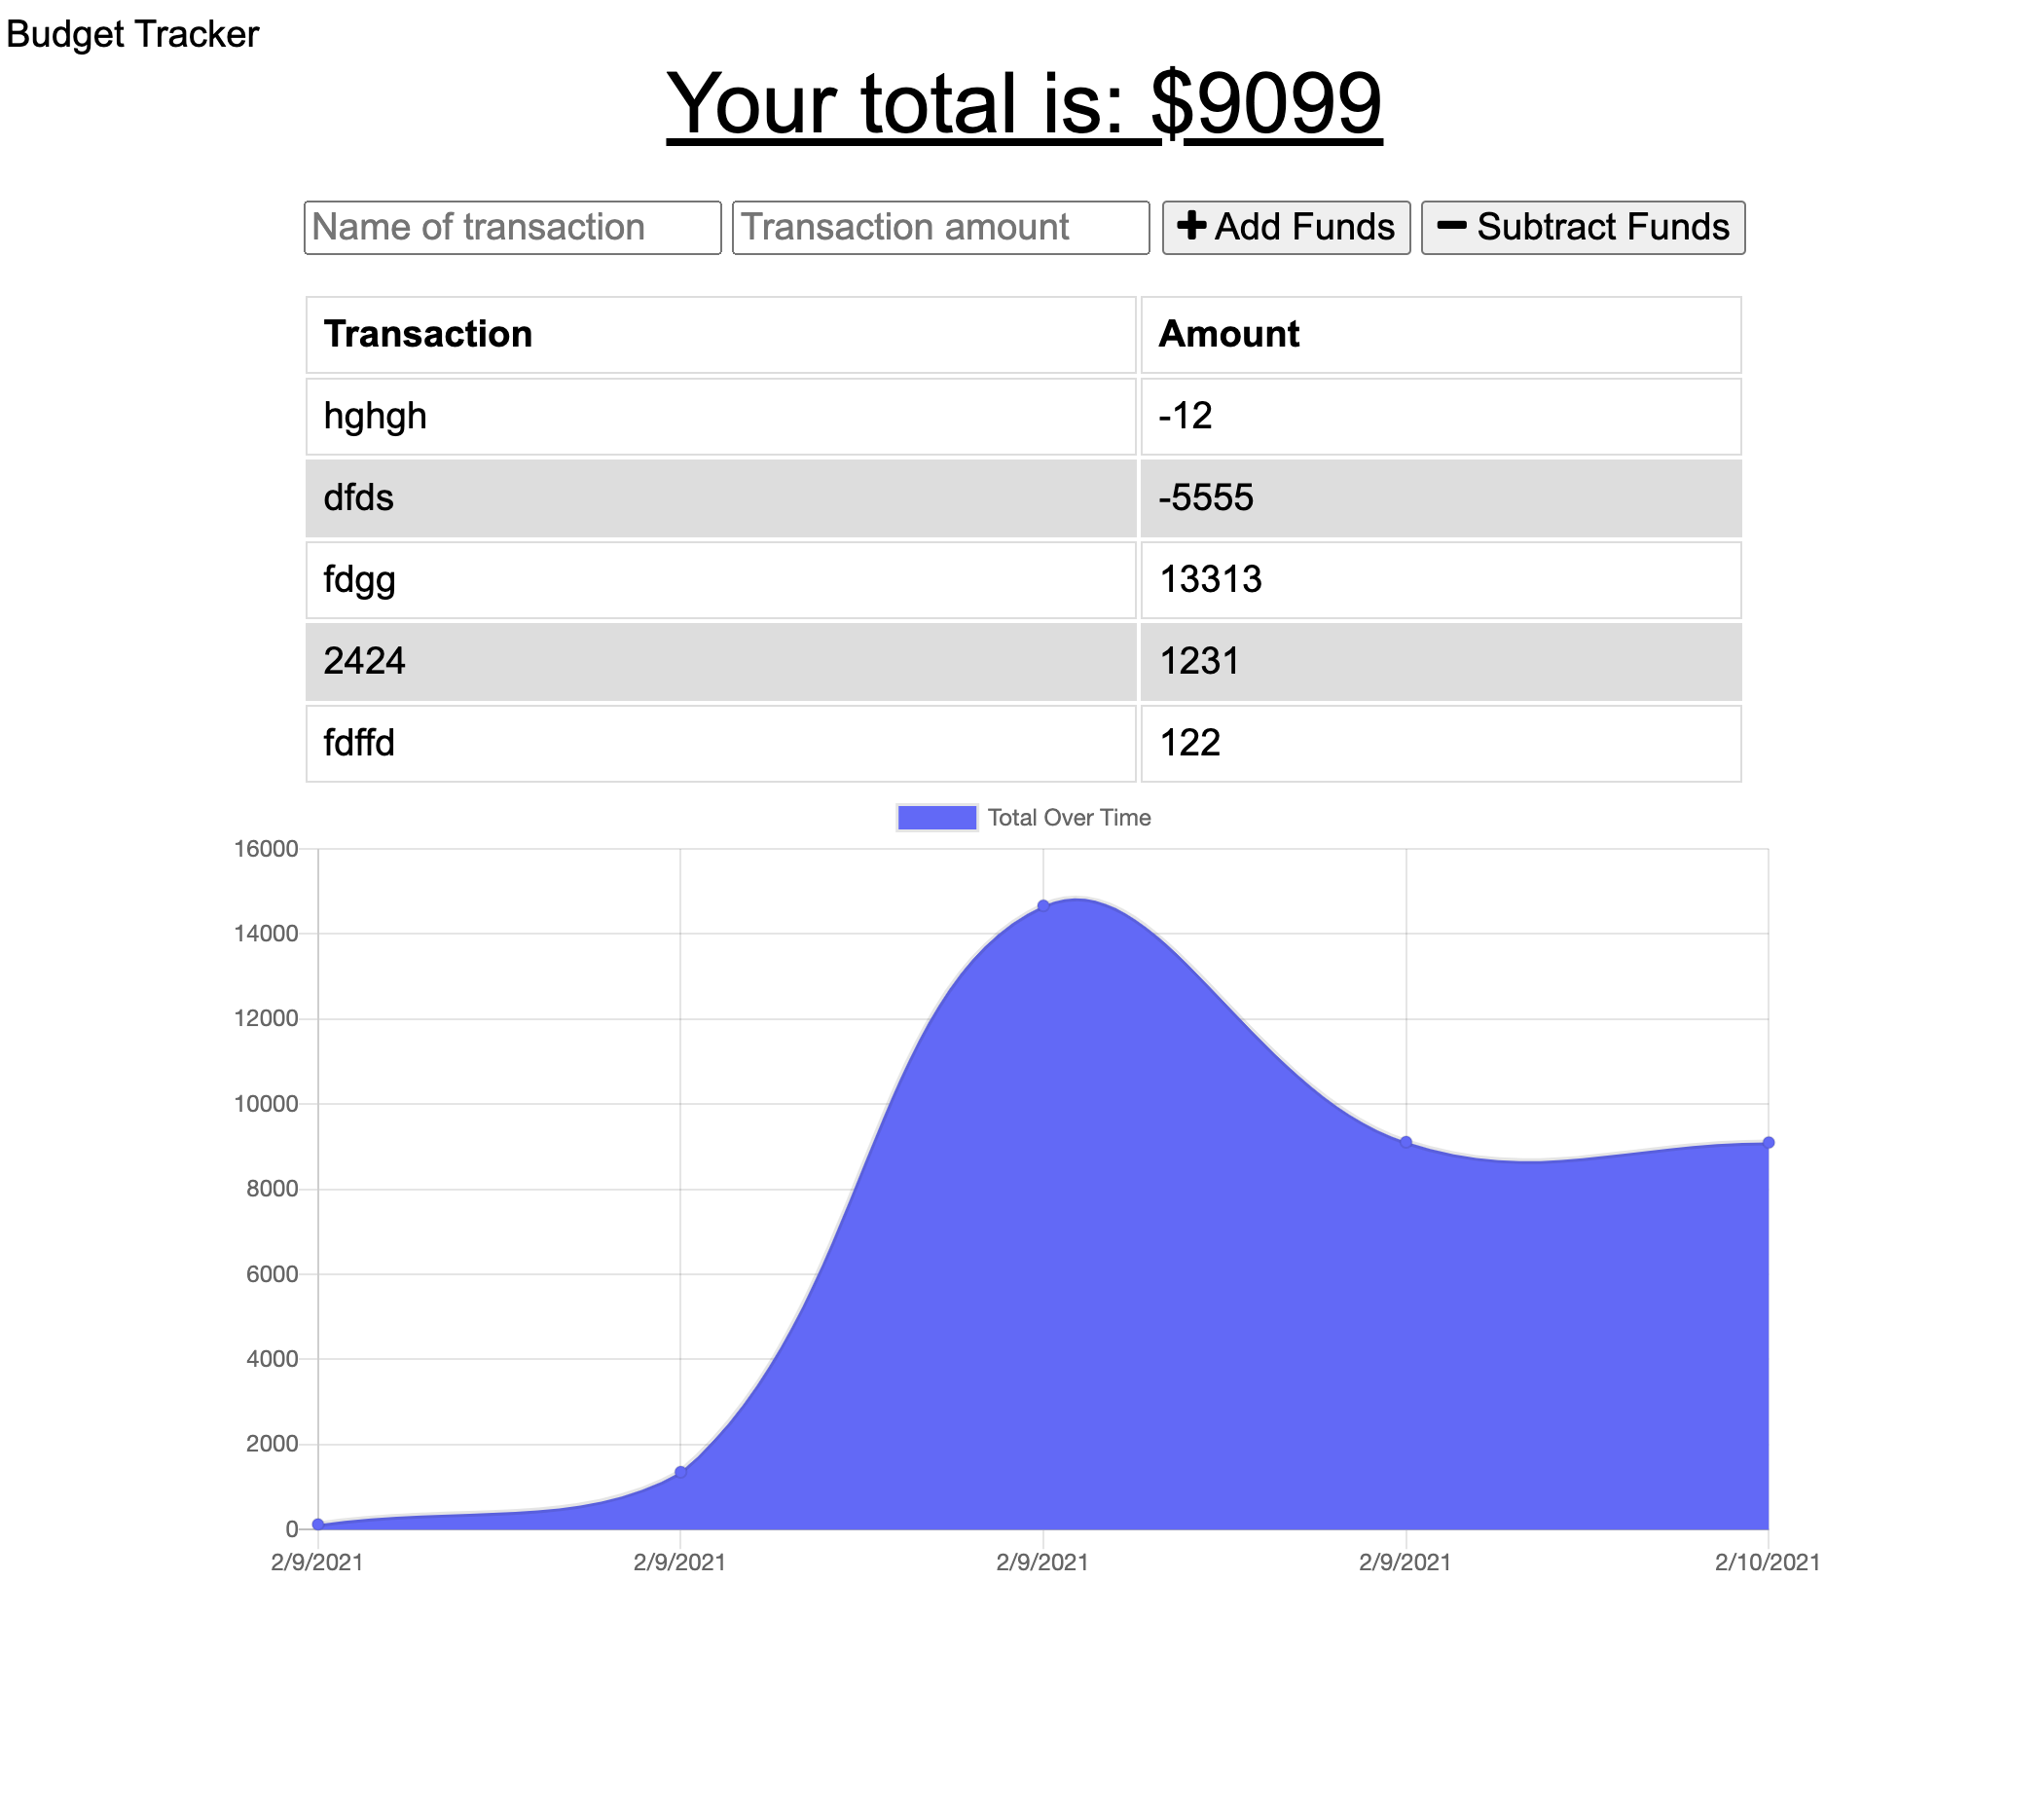 Budget Tracker
Your total is: $9099
Name of transaction Transaction amount Add Funds Subtract Funds
Transaction Amount
hghgh -12
dfds -5555
fdgg 13313
2424 1231
fdffd 122
Total Over Time
16000
14000
12000
10000
8000
6000
4000
2000
0
2/9/2021 2/9/2021 2/9/2021 2/9/2021 2/10/2021